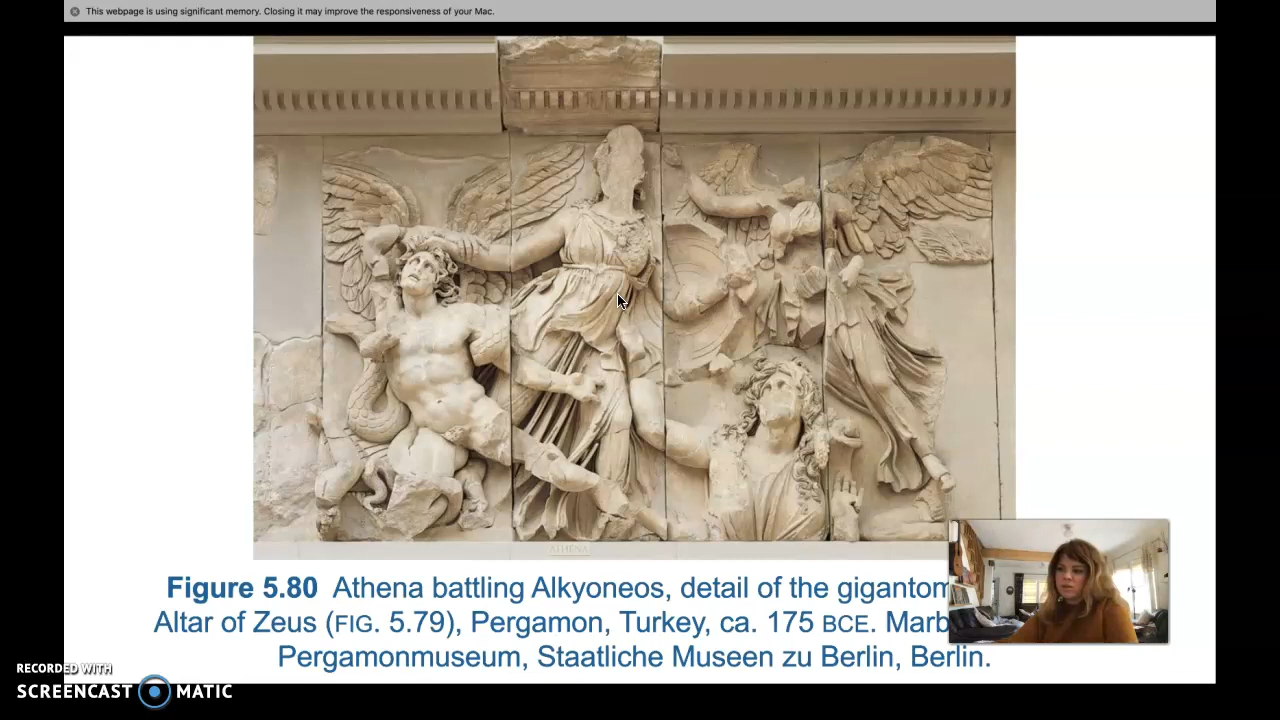 This webpage is using significant memory. Closing it may improve the responsiveness of your Mac.
ATHENA
Figure 5.80 Athena battling Alkyoneos, detail of the
Altar of Zeus (FIG. 5.79), Pergamon, Turkey, ca. 175 BCE.
Pergamonmuseum, Staatliche Museen zu Berlin, Berlin.
RECORDED WITH
SCREENCAST MATIC